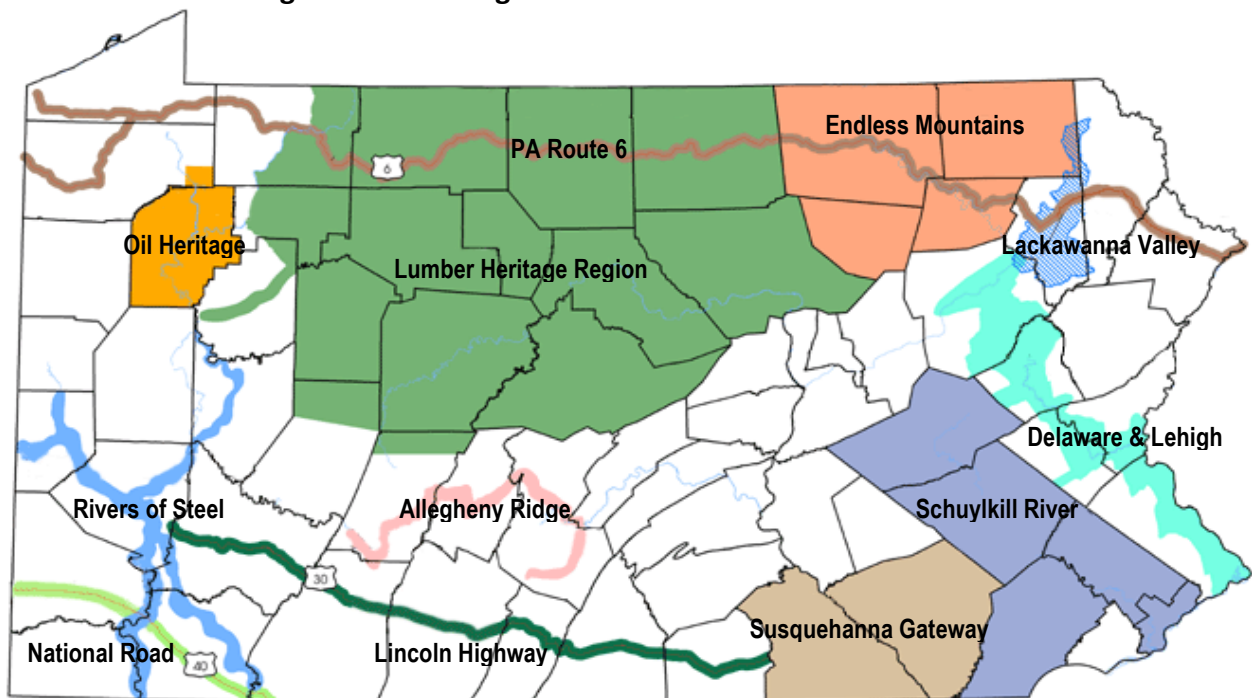 Endless Mountains
PA Route 6
6
Oil Heritage
Lackawanna Valley
Lumber Heritage Region
Delaware & Lehigh
Rivers of Steel
Allegheny Ridge
Schuylkill River
30
Susquehanna Gateway
National Road
Lincoln Highway
40